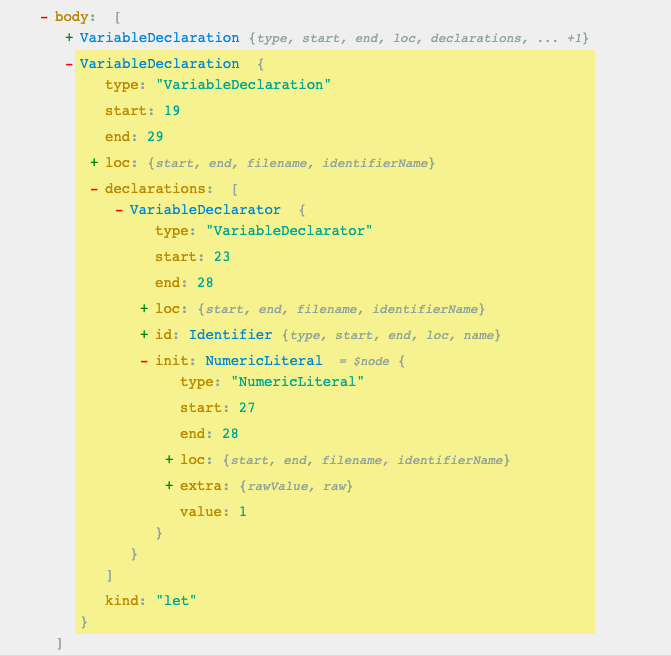 - body: [
+ VariableDeclaration {type, start, end, loc, declarations, ... +1}
- VariableDeclaration {
type: "VariableDeclaration"
start: 19
end: 29
+ loc: {start, end, filename, identifierName}
- declarations: [
- VariableDeclarator {
type: "VariableDeclarator"
start: 23
end: 28
+ loc: {start, end, filename, identifierName}
+ id: Identifier {type, start, end, loc, name}
- init: NumericLiteral = $node {
type: "NumericLiteral"
start: 27
end: 28
+ loc: {start, end, filename, identifierName}
+ extra: {rawValue, raw}
value: 1
}
}
]
kind: "let"
}
]